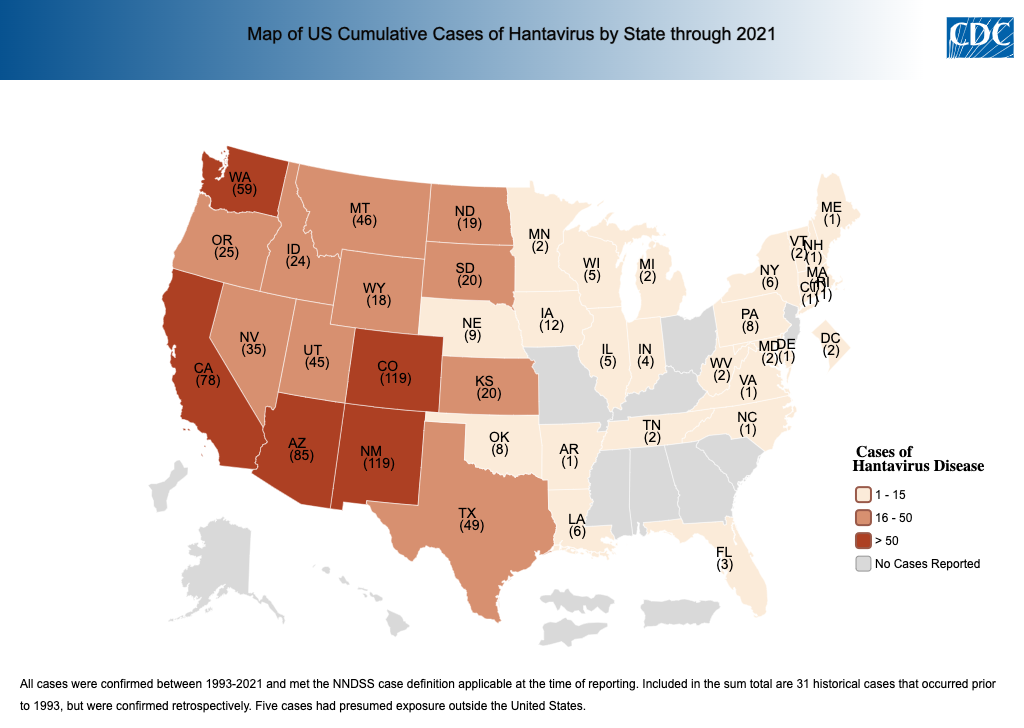 Map of US Cumulative Cases of Hantavirus by State through 2021
CDC
WA
(59)
MT
(46)
ND
(19)
OR
(25)
ID
(24)
SD
(20)
WY
(18)
MN
(2)
WI
(5)
MI
(2)
ME
(1)
VT
(2)
NH
(1)
NY
(6)
MA
RI
(1)
CT
(1)
NV
(35)
UT
(45)
CA
(78)
CO
(119)
NE
(9)
IA
(12)
IL
(5)
IN
(4)
PA
(8)
MD
(2)
DE
(1)
DC
(2)
WV
(2)
VA
(1)
KS
(20)
AZ
(85)
NM
(119)
OK
(8)
AR
(1)
TN
(2)
NC
(1)
TX
(49)
LA
(6)
FL
(3)
Cases of
Hantavirus Disease
1 - 15
16 - 50
> 50
No Cases Reported
All cases were confirmed between 1993-2021 and met the NNDSS case definition applicable at the time of reporting. Included in the sum total are 31 historical cases that occurred prior
to 1993, but were confirmed retrospectively. Five cases had presumed exposure outside the United States.